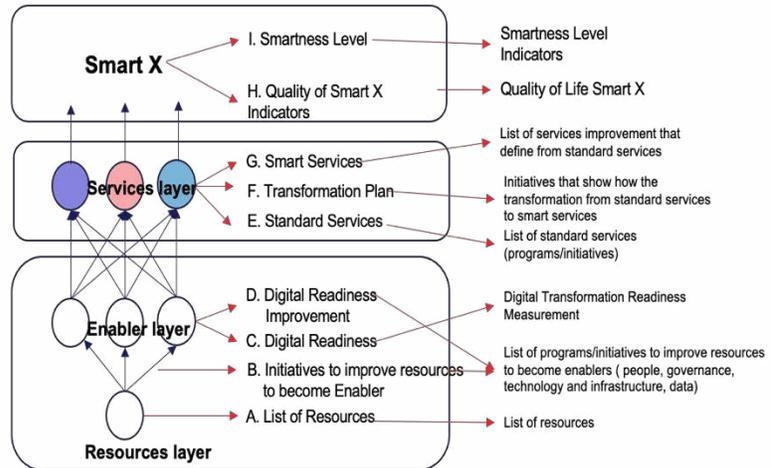 Smart X
I. Smartness Level
H. Quality of Smart X
Indicators
Smartness Level
Indicators
Quality of Life Smart X
Services layer
G. Smart Services
F. Transformation Plan
E. Standard Services
List of services improvement that
define from standard services
Initiatives that show how the
transformation from standard services
to smart services
List of standard services
(programs/initiatives)
Enabler layer
D. Digital Readiness
Improvement
C. Digital Readiness
B. Initiatives to improve resources
to become Enabler
A. List of Resources
Resources layer
Digital Transformation Readiness
Measurement
List of programs/initiatives to improve resources
to become enablers ( people, governance,
technology and infrastructure, data)
List of resources